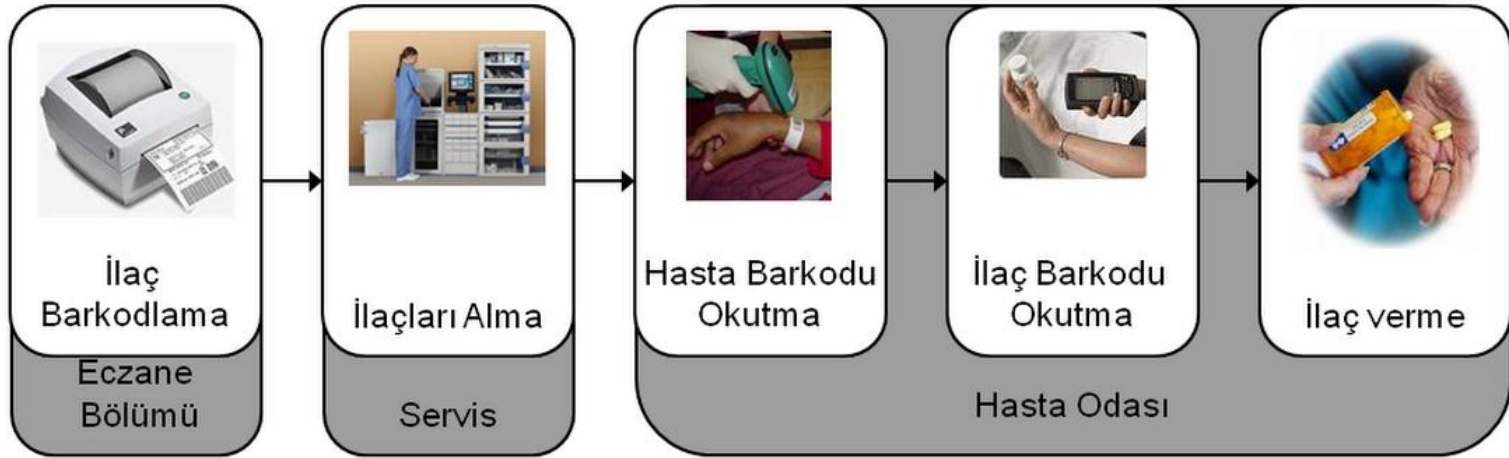 İlaç
Barkodlama
Eczane
Bölümü
İlaçları Alma
Servis
Hasta Barkodu
Okutma
İlaç Barkodu
Okutma
İlaç verme
Hasta Odası